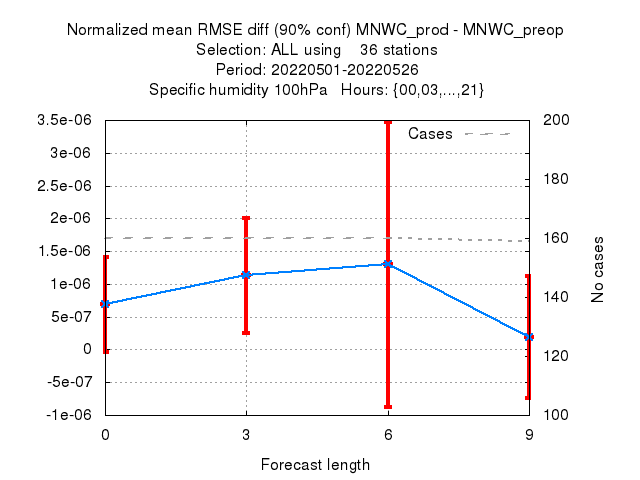 Normalized mean RMSE diff (90% conf) MNWC_prod - MNWC_preop
Selection: ALL using    36 stations
Period: 20220501-20220526
Specific humidity 100hPa   Hours: {00,03,...,21}
3.5e-06
3e-06
2.5e-06
2e-06
1.5e-06
1e-06
5e-07
0
-5e-07
-1e-06
Cases
200
180
160
140
120
100
No cases
0 3 6 9
Forecast length